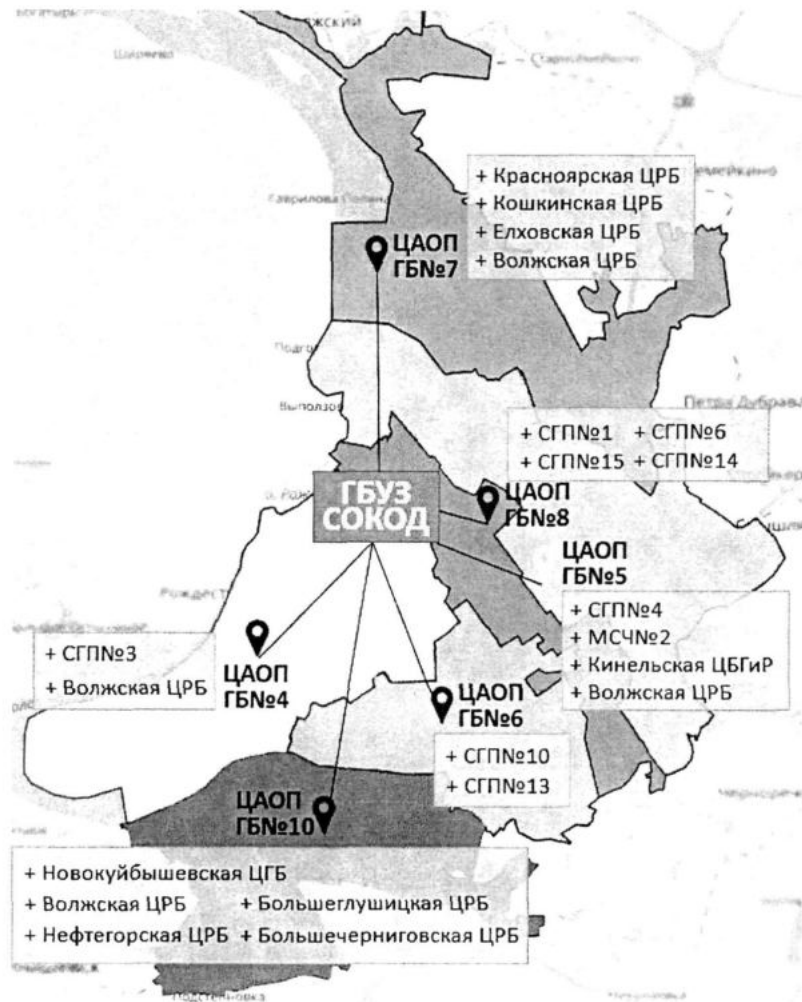 Ширяево
+ Красноярская ЦРБ
+ Кошкинская ЦРБ
+ Елховская ЦРБ
+ Волжская ЦРБ
Гаврилова Поляна
ЦАОП
ГБ№7
Петра Дубрава
+ СГП№1 + СГП№6
+ СГП№15 + СГП№14
ГБУЗ
СОКОД
ЦАОП
ГБ№8
ЦАОП
ГБ№5
+ СГП№4
+ МСЧ№2
+ Кинельская ЦБГиР
+ Волжская ЦРБ
+ СГП№3
+ Волжская ЦРБ
ЦАОП
ГБ№4
ЦАОП
ГБ№6
+ СГП№10
+ СГП№13
ЦАОП
ГБ№10
+ Новокуйбышевская ЦГБ
+ Волжская ЦРБ + Большеглушицкая ЦРБ
+ Нефтегорская ЦРБ + Большечерниговская ЦРБ
Подстепновка